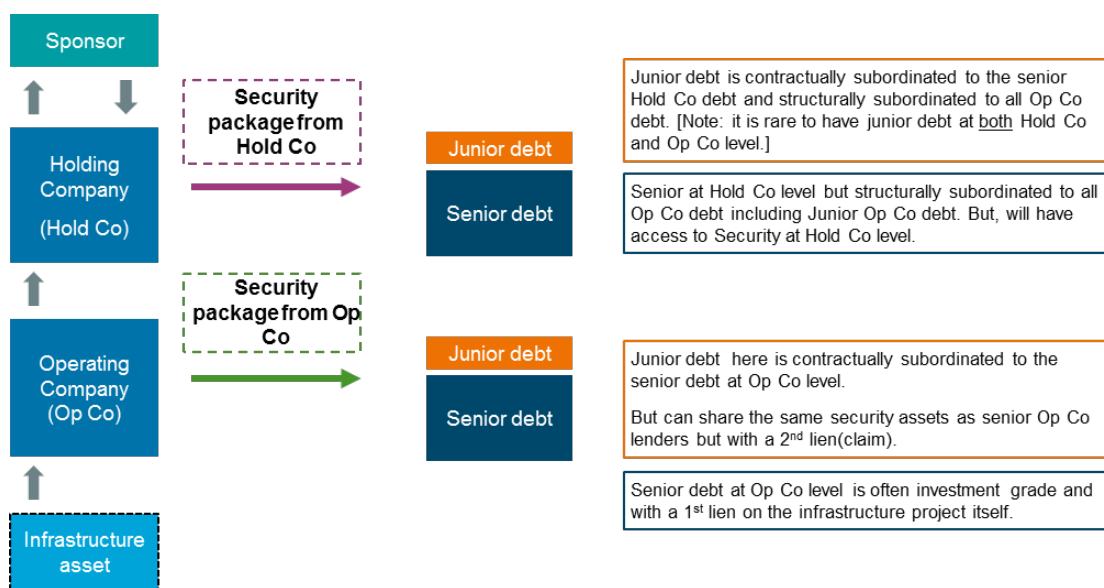 Sponsor
Holding
Company
(Hold Co)
Operating
Company
(Op Co)
Infrastructure
asset
Security
package from
Hold Co
Security
package from Op
Co
Junior debt
Senior debt
Junior debt
Senior debt
Junior debt is contractually subordinated to the senior
Hold Co debt and structurally subordinated to all Op Co
debt. [Note: it is rare to have junior debt at both Hold Co
and Op Co level.]
Senior at Hold Co level but structurally subordinated to all
Op Co debt including Junior Op Co debt. But, will have
access to Security at Hold Co level.
Junior debt here is contractually subordinated to the
senior debt at Op Co level.
But can share the same security assets as senior Op Co
lenders but with a 2nd lien(claim).
Senior debt at Op Co level is often investment grade and
with a 1st lien on the infrastructure project itself.